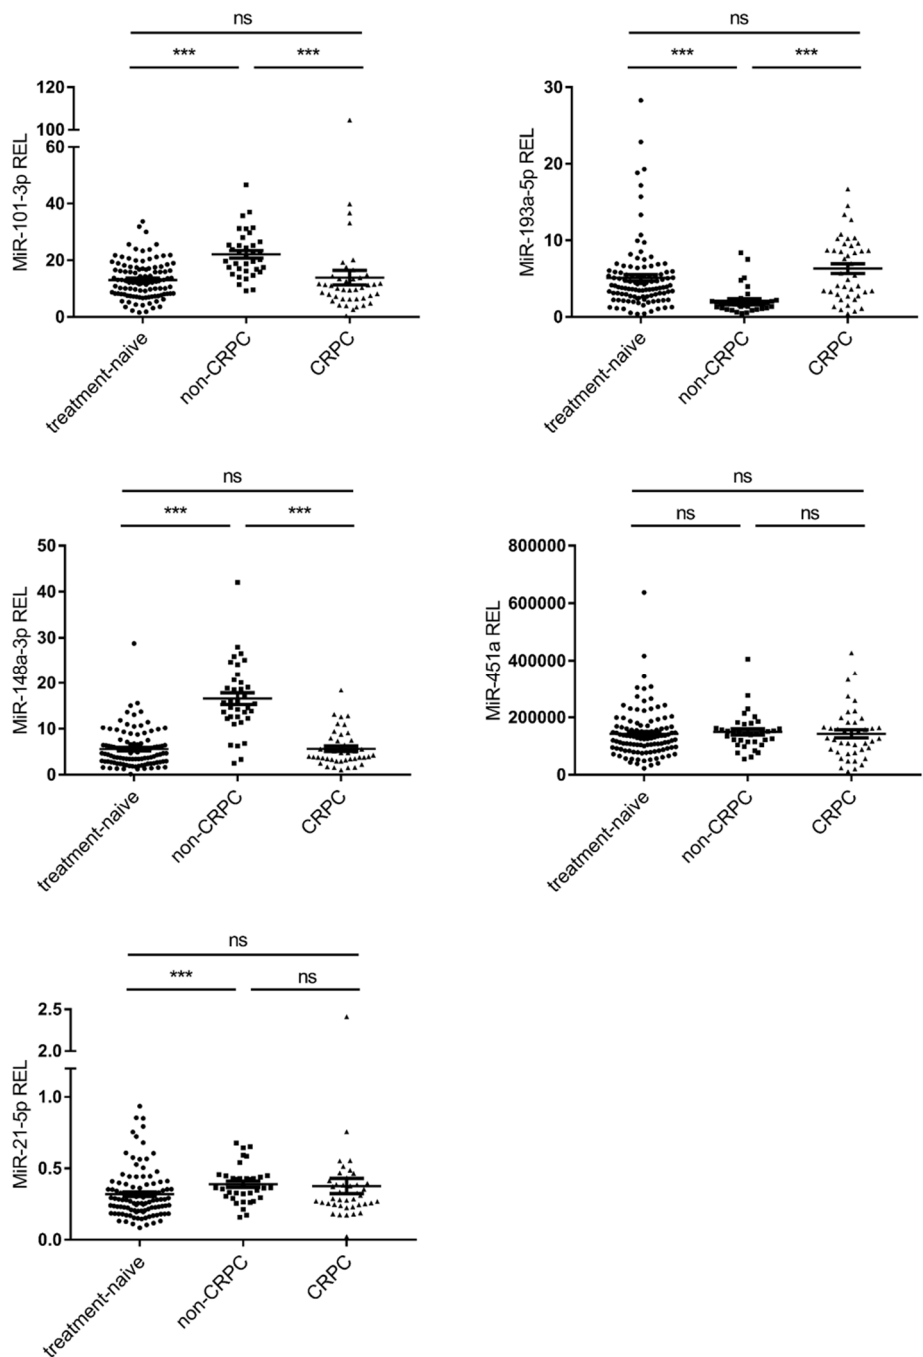 ns
*** ***
MiR-101-3p REL
120
100
60
40
20
0
treatment-naive
non-CRPC
CRPC
ns
*** ***
MiR-193a-5p REL
30
20
10
0
treatment-naive
non-CRPC
CRPC
ns
*** ***
MiR-148a-3p REL
50
40
30
20
10
0
treatment-naive
non-CRPC
CRPC
ns
ns ns
MiR-451a REL
800000
600000
400000
200000
0
treatment-naive
non-CRPC
CRPC
ns
*** ns
MiR-21-5p REL
2.5
2.0
1.0
0.5
0.0
treatment-naive
non-CRPC
CRPC